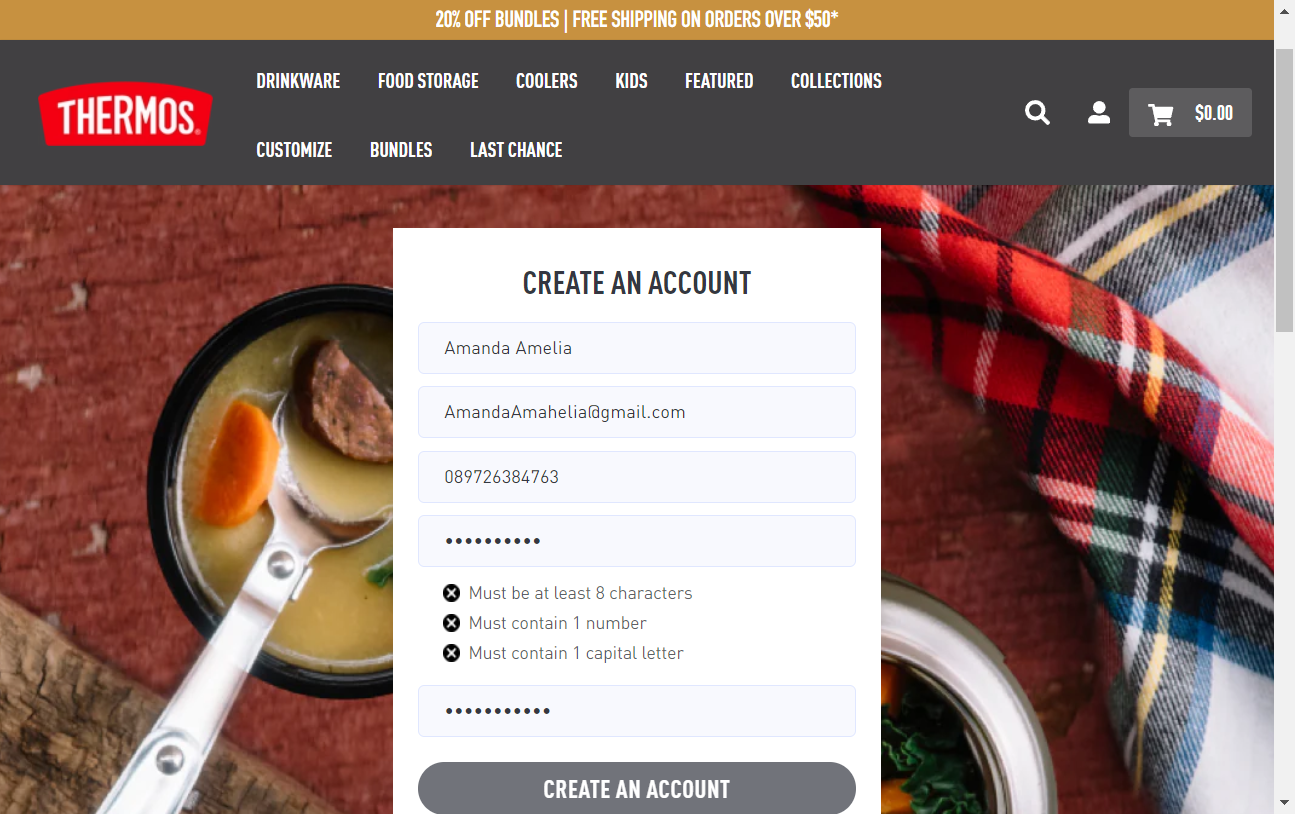 20% OFF BUNDLES | FREE SHIPPING ON ORDERS OVER $50*
DRINKWARE FOOD STORAGE COOLERS KIDS FEATURED COLLECTIONS
THERMOS®
$0.00
CUSTOMIZE BUNDLES LAST CHANCE
CREATE AN ACCOUNT
Amanda Amelia
AmandaAmahelia@gmail.com
089726384763
••••••••••
Must be at least 8 characters
Must contain 1 number
Must contain 1 capital letter
•••••••••••
CREATE AN ACCOUNT